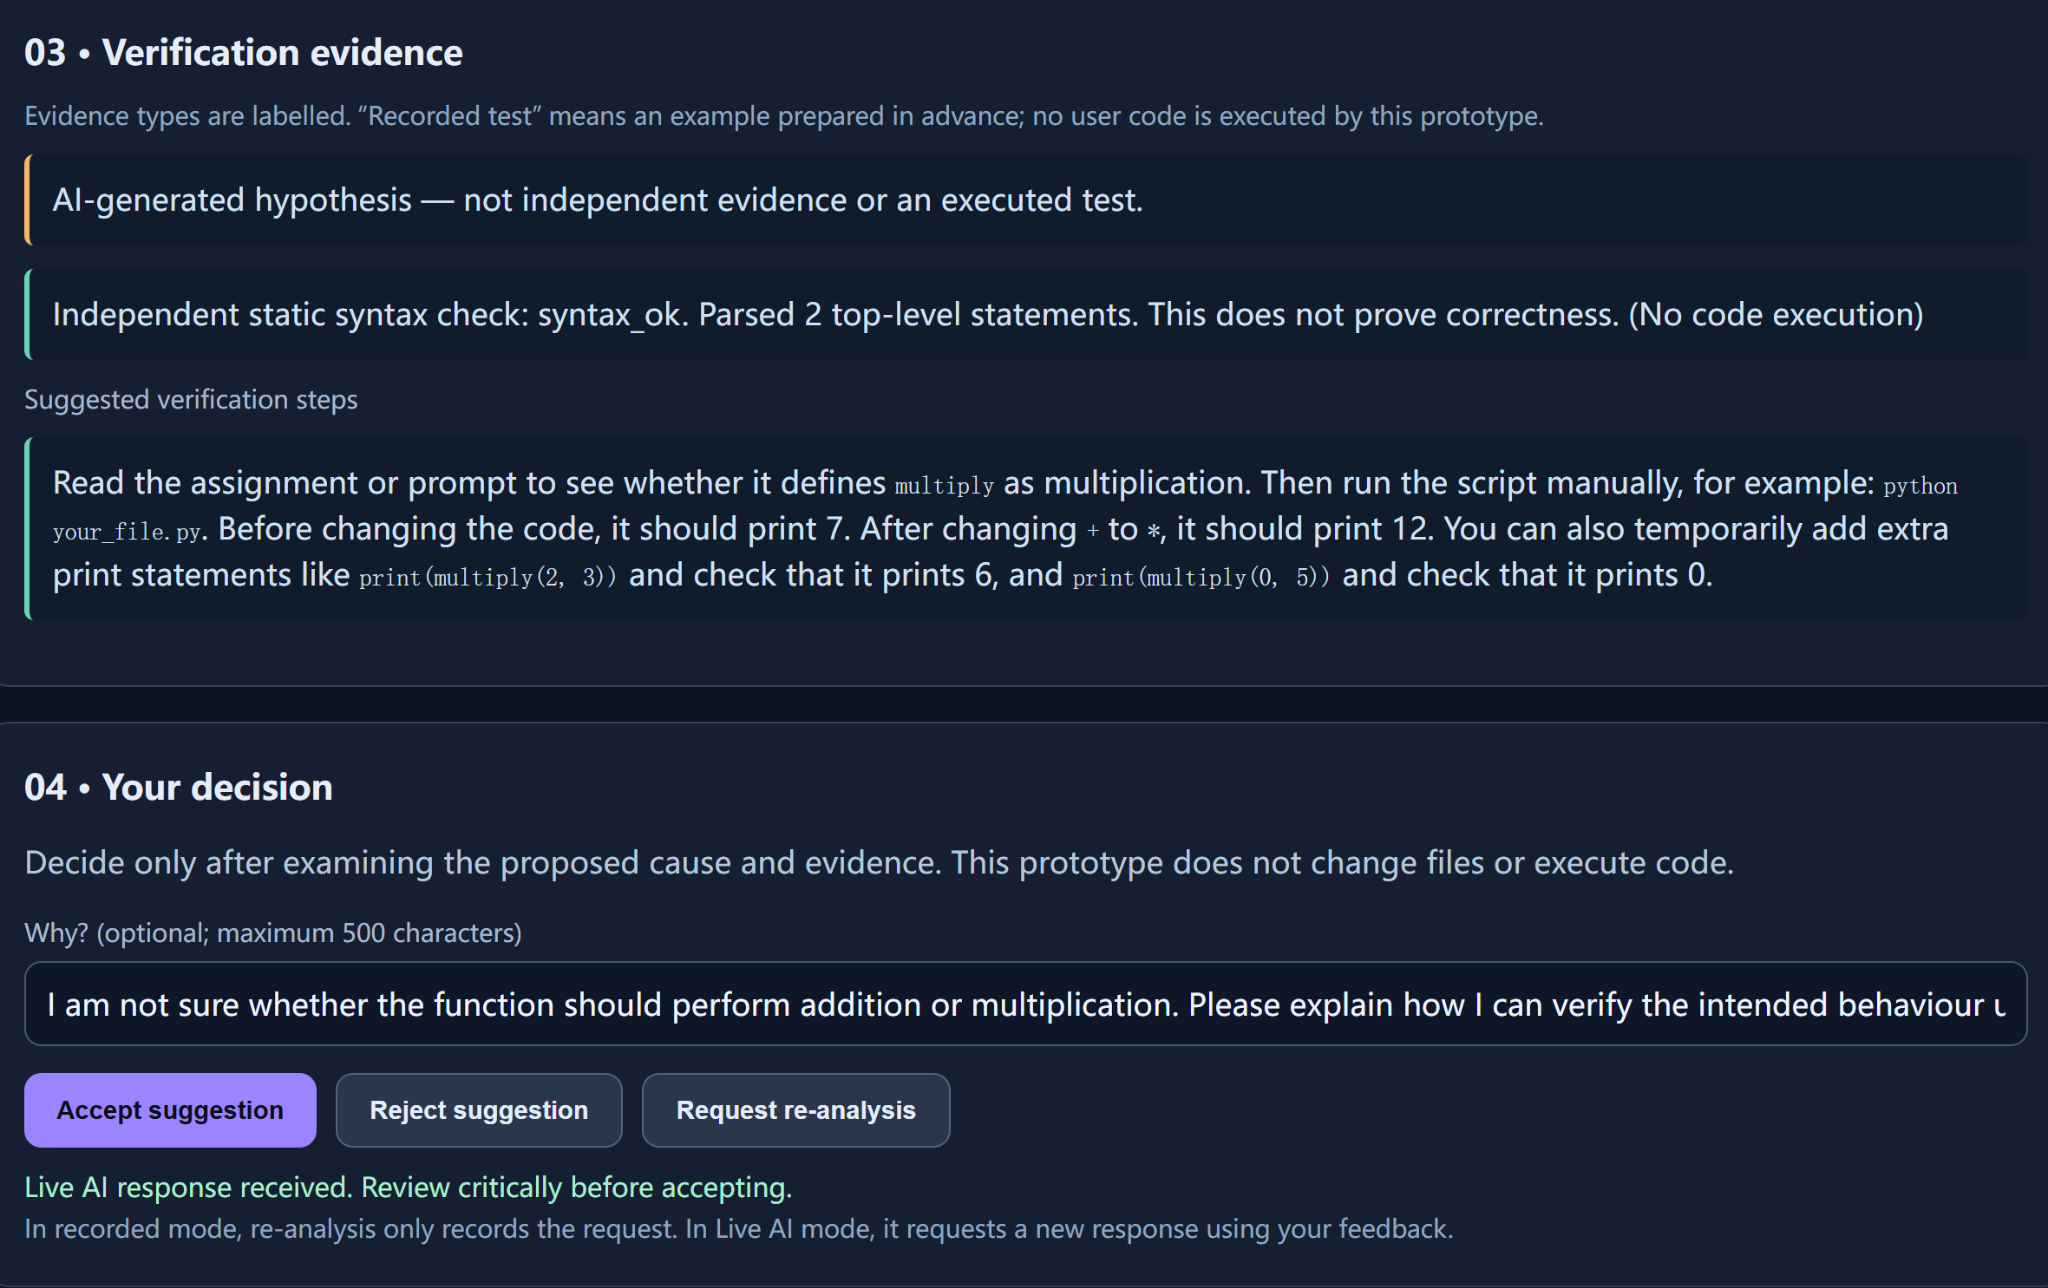 03 • Verification evidence
Evidence types are labelled. “Recorded test” means an example prepared in advance; no user code is executed by this prototype.
AI-generated hypothesis — not independent evidence or an executed test.
Independent static syntax check: syntax_ok. Parsed 2 top-level statements. This does not prove correctness. (No code execution)
Suggested verification steps
Read the assignment or prompt to see whether it defines multiply as multiplication. Then run the script manually, for example: python
your_file.py. Before changing the code, it should print 7. After changing + to *, it should print 12. You can also temporarily add extra
print statements like print(multiply(2, 3)) and check that it prints 6, and print(multiply(0, 5)) and check that it prints 0.
04 • Your decision
Decide only after examining the proposed cause and evidence. This prototype does not change files or execute code.
Why? (optional; maximum 500 characters)
I am not sure whether the function should perform addition or multiplication. Please explain how I can verify the intended behaviour
Accept suggestion
Reject suggestion
Request re-analysis
Live AI response received. Review critically before accepting.
In recorded mode, re-analysis only records the request. In Live AI mode, it requests a new response using your feedback.